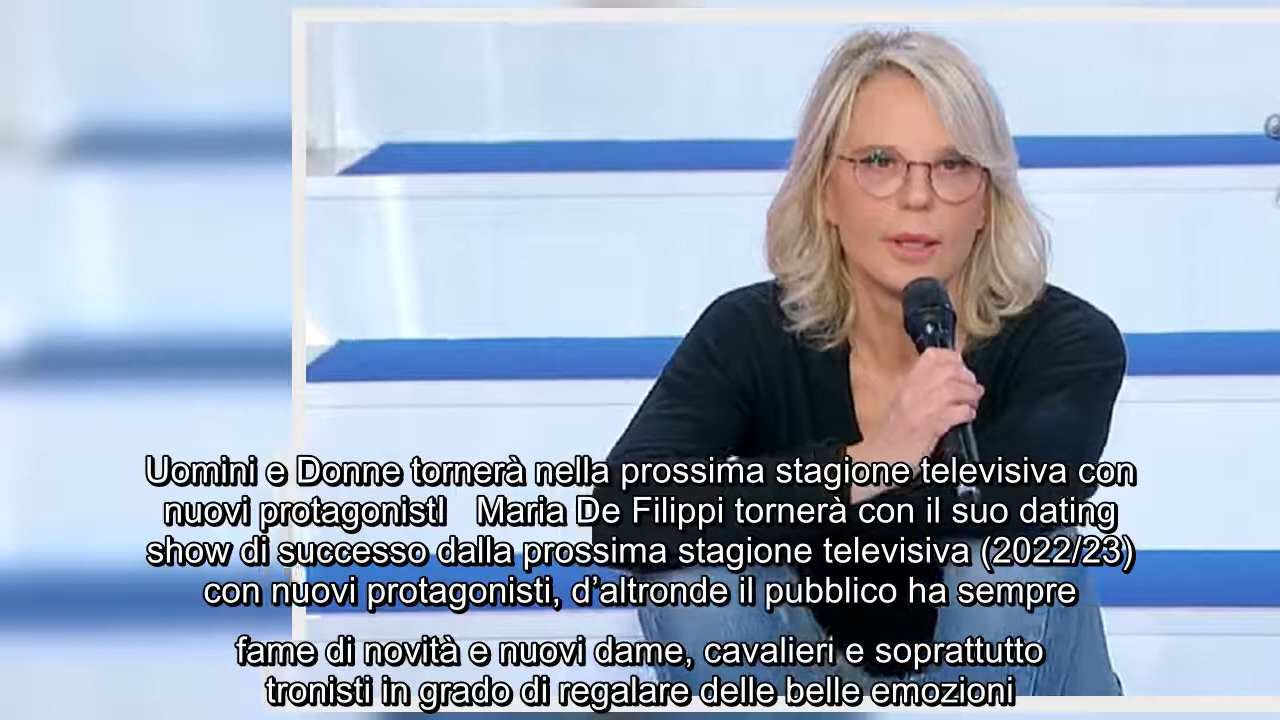 Uomini e Donne tornerà nella prossima stagione televisiva con
nuovi protagonistI Maria De Filippi tornerà con il suo dating
show di successo dalla prossima stagione televisiva (2022/23)
con nuovi protagonisti, d’altronde il pubblico ha sempre
fame di novità e nuovi dame, cavalieri e soprattutto
tronisti in grado di regalare delle belle emozioni